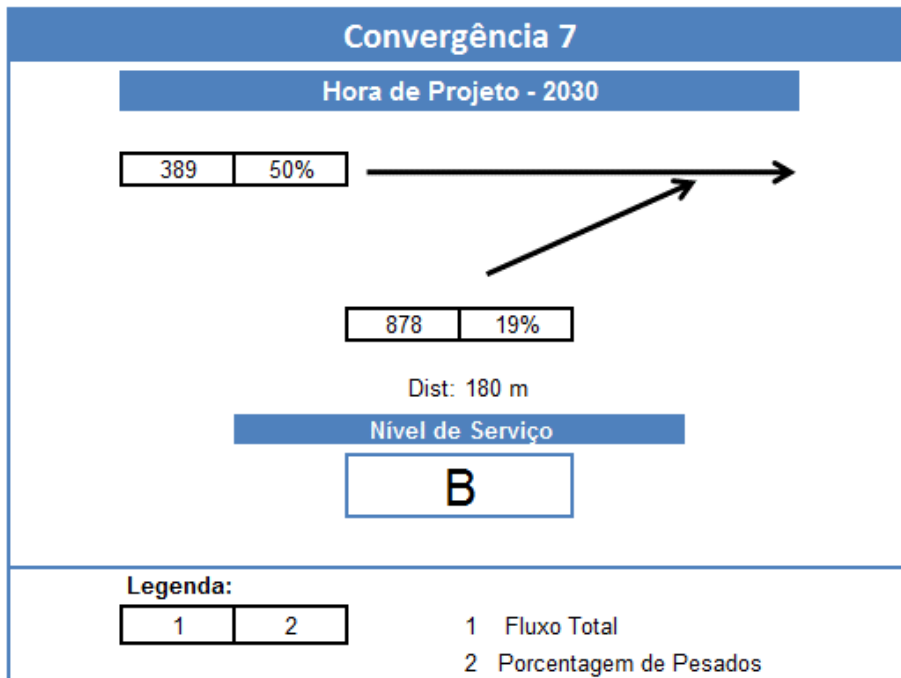 Convergência 7
Hora de Projeto - 2030
389 50%
878 19%
Dist: 180 m
Nível de Serviço
B
Legenda:
1 2
1 Fluxo Total
2 Porcentagem de Pesados